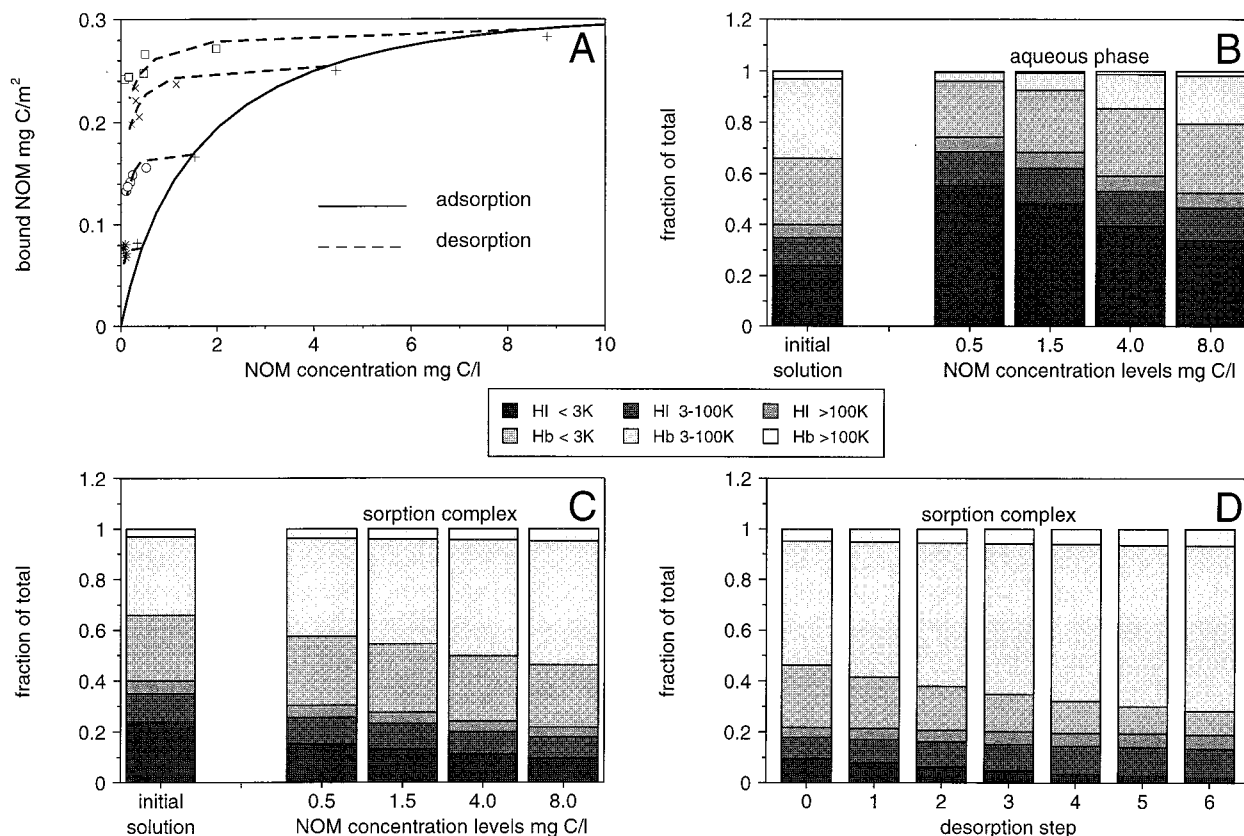 0.3
0.2
0.1
0
bound NOM mg C/m²
A
adsorption
desorption
0 2 4 6 8 10
NOM concentration mg C/l
1.2
1
0.8
0.6
0.4
0.2
0
fraction of total
B
aqueous phase
initial solution
0.5 1.5 4.0 8.0
NOM concentration levels mg C/l
HI < 3K
HI 3-100K
HI >100K
Hb < 3K
Hb 3-100K
Hb >100K
1.2
1
0.8
0.6
0.4
0.2
0
fraction of total
C
sorption complex
initial solution
0.5 1.5 4.0 8.0
NOM concentration levels mg C/l
1.2
1
0.8
0.6
0.4
0.2
0
fraction of total
D
sorption complex
0 1 2 3 4 5 6
desorption step